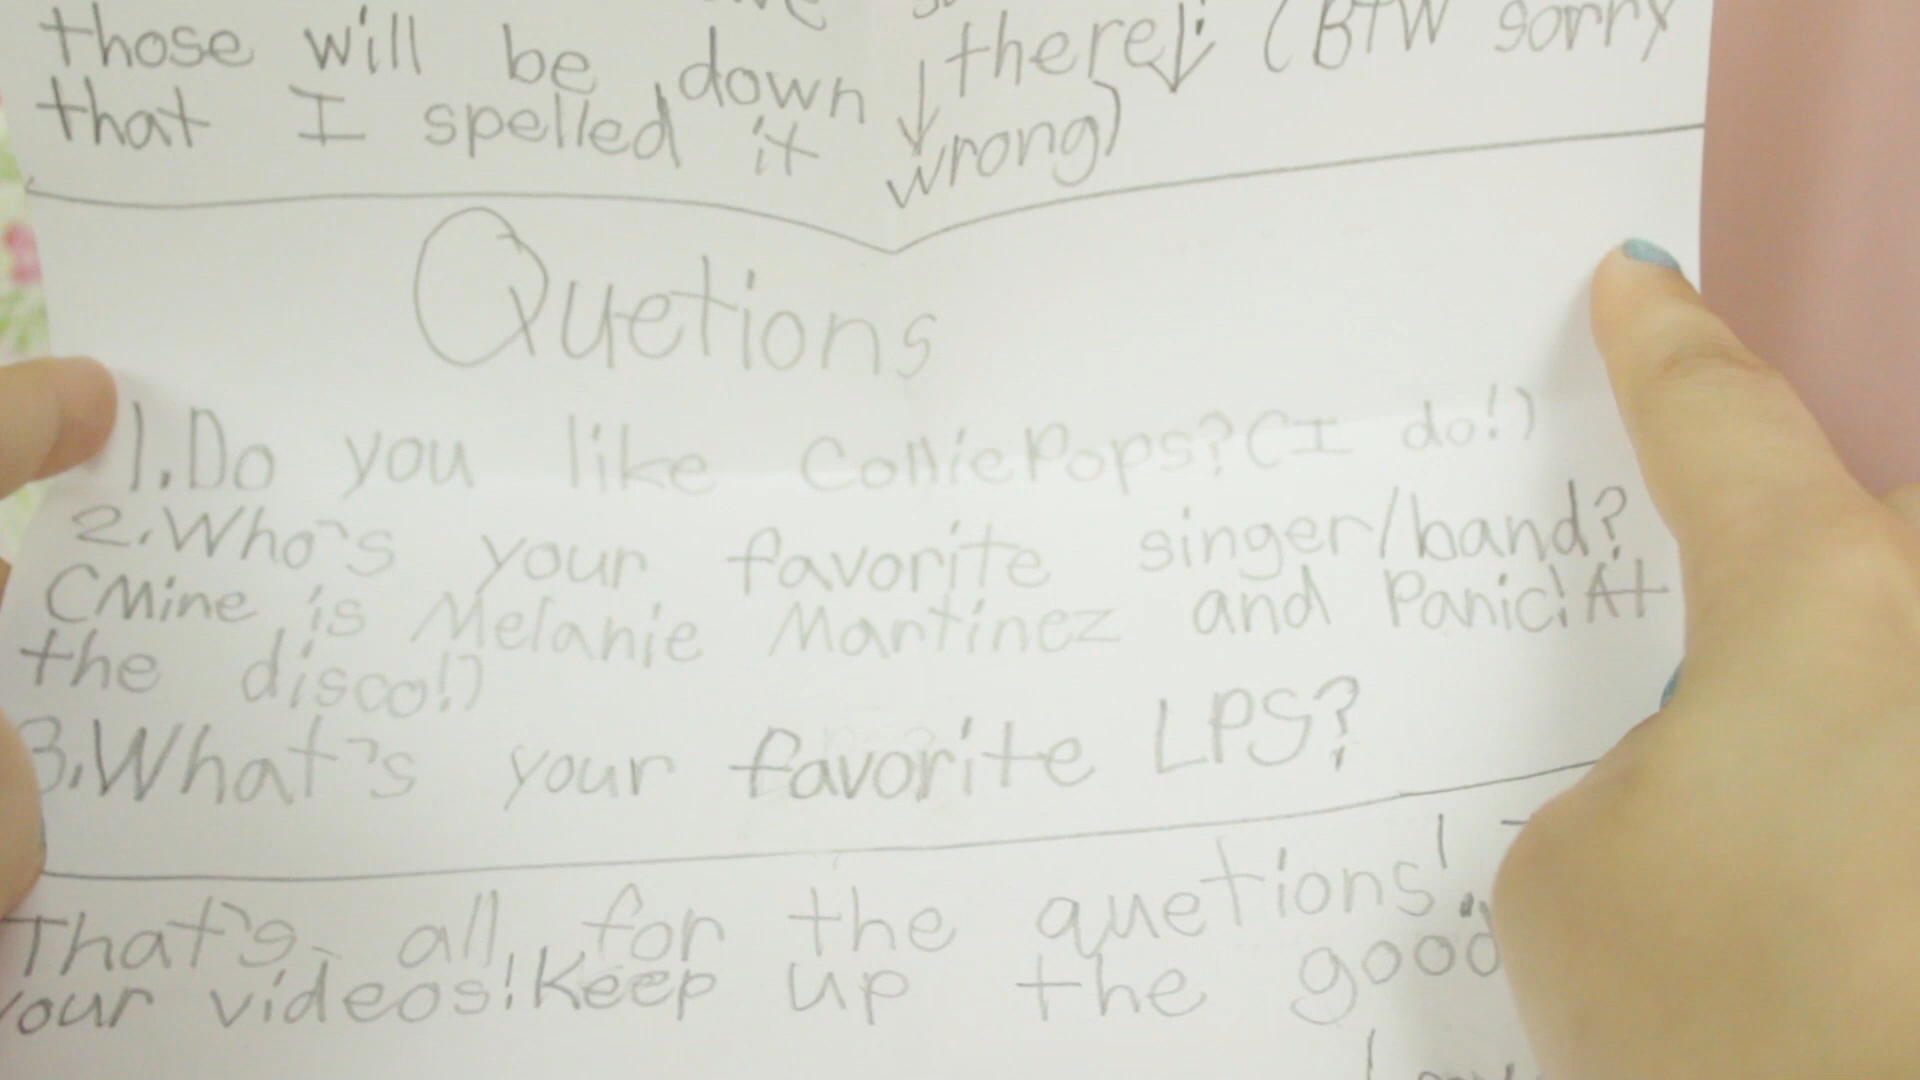 those will be down ↓ there!↓ (BTW sorry
that I spelled it wrong)
Quetions
1.Do you like ColliePops?(I do!)
2.Who's your favorite singer/band?
(Mine is Melanie Martinez and Panic!At
the disco!)
3.What's your favorite LPS?
That's all for the quetions!
your videos!Keep up the good